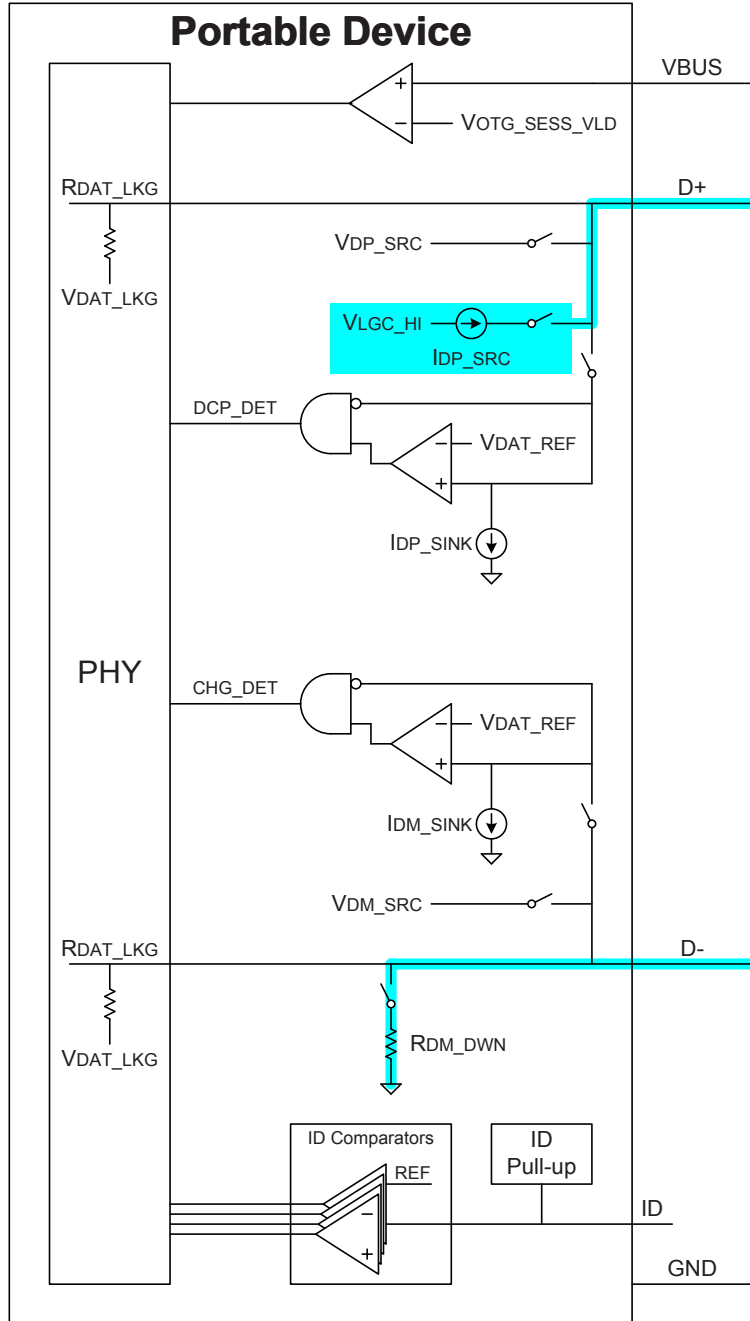 Portable Device
VBUS
+
−
VOTG_SESS_VLD
RDAT_LKG
D+
VDP_SRC
VDAT_LKG
VLGC_HI
IDP_SRC
DCP_DET
−
VDAT_REF
+
IDP_SINK
PHY
CHG_DET
−
VDAT_REF
+
IDM_SINK
VDM_SRC
RDAT_LKG
D-
RDM_DWN
VDAT_LKG
ID Comparators
REF
−
+
ID
Pull-up
ID
GND